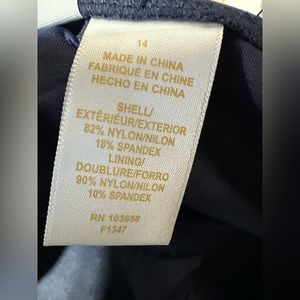 14
MADE IN CHINA
FABRIQUÉ EN CHINE
HECHO EN CHINA
SHELL/
EXTÉRIEUR/EXTERIOR
82% NYLON/NILON
18% SPANDEX
LINING/
DOUBLURE/FORRO
90% NYLON/NILON
10% SPANDEX
RN 103658
F1347